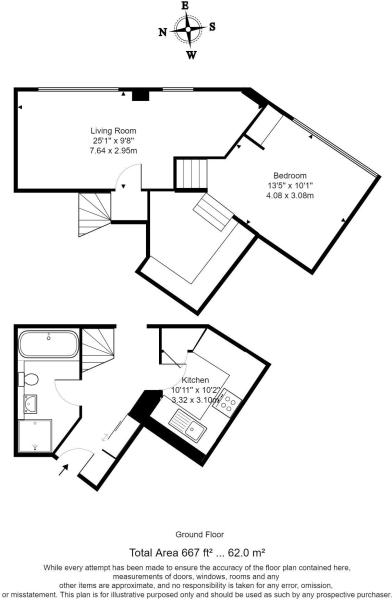 E
N
S
W
Living Room
25'1" x 9'8"
7.64 x 2.95m
Bedroom
13'5" x 10'1"
4.08 x 3.08m
Kitchen
10'11" x 10'2"
3.32 x 3.10m
Ground Floor
Total Area 667 ft² ... 62.0 m²
While every attempt has been made to ensure the accuracy of the floor plan contained here,
measurements of doors, windows, rooms and any
other items are approximate, and no responsibility is taken for any error, omission,
or misstatement. This plan is for illustrative purposed only and should be used as such by any prospective purchaser.